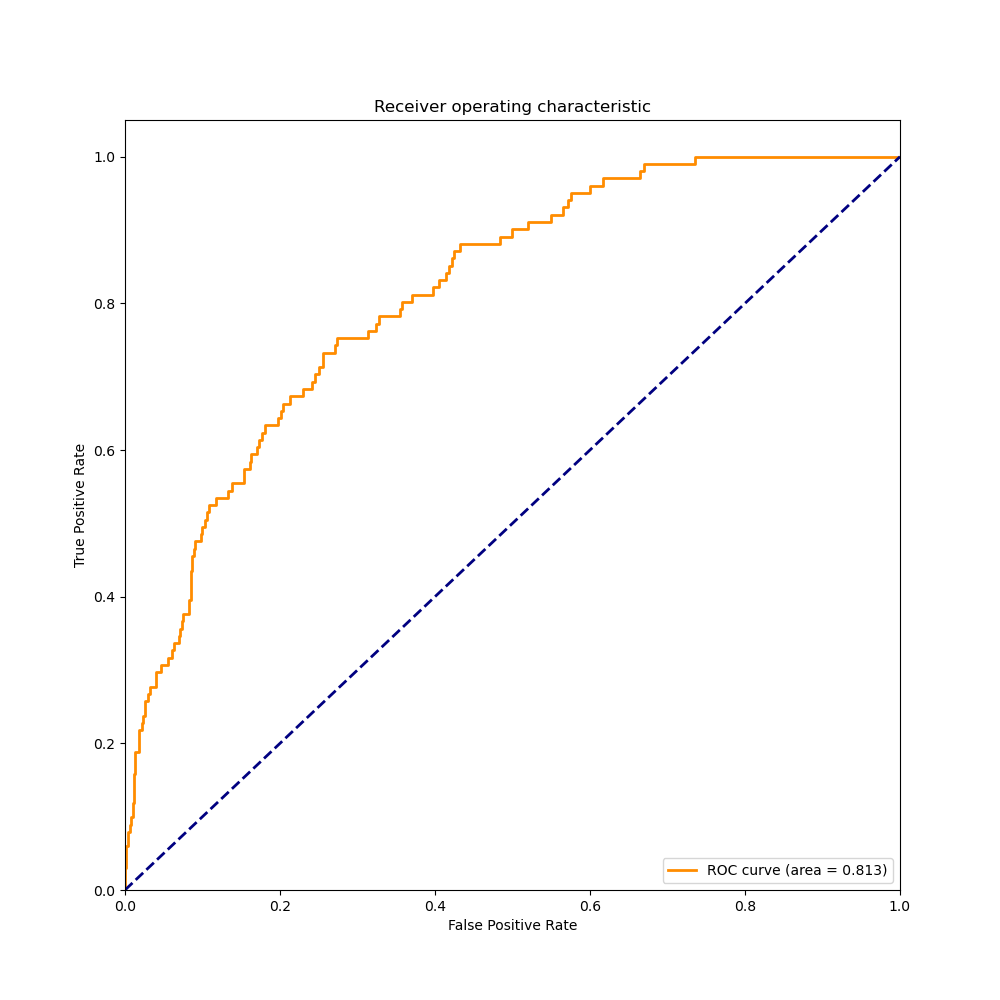 Receiver operating characteristic
True Positive Rate
1.0
0.8
0.6
0.4
0.2
0.0
ROC curve (area = 0.813)
0.0 0.2 0.4 0.6 0.8 1.0
False Positive Rate